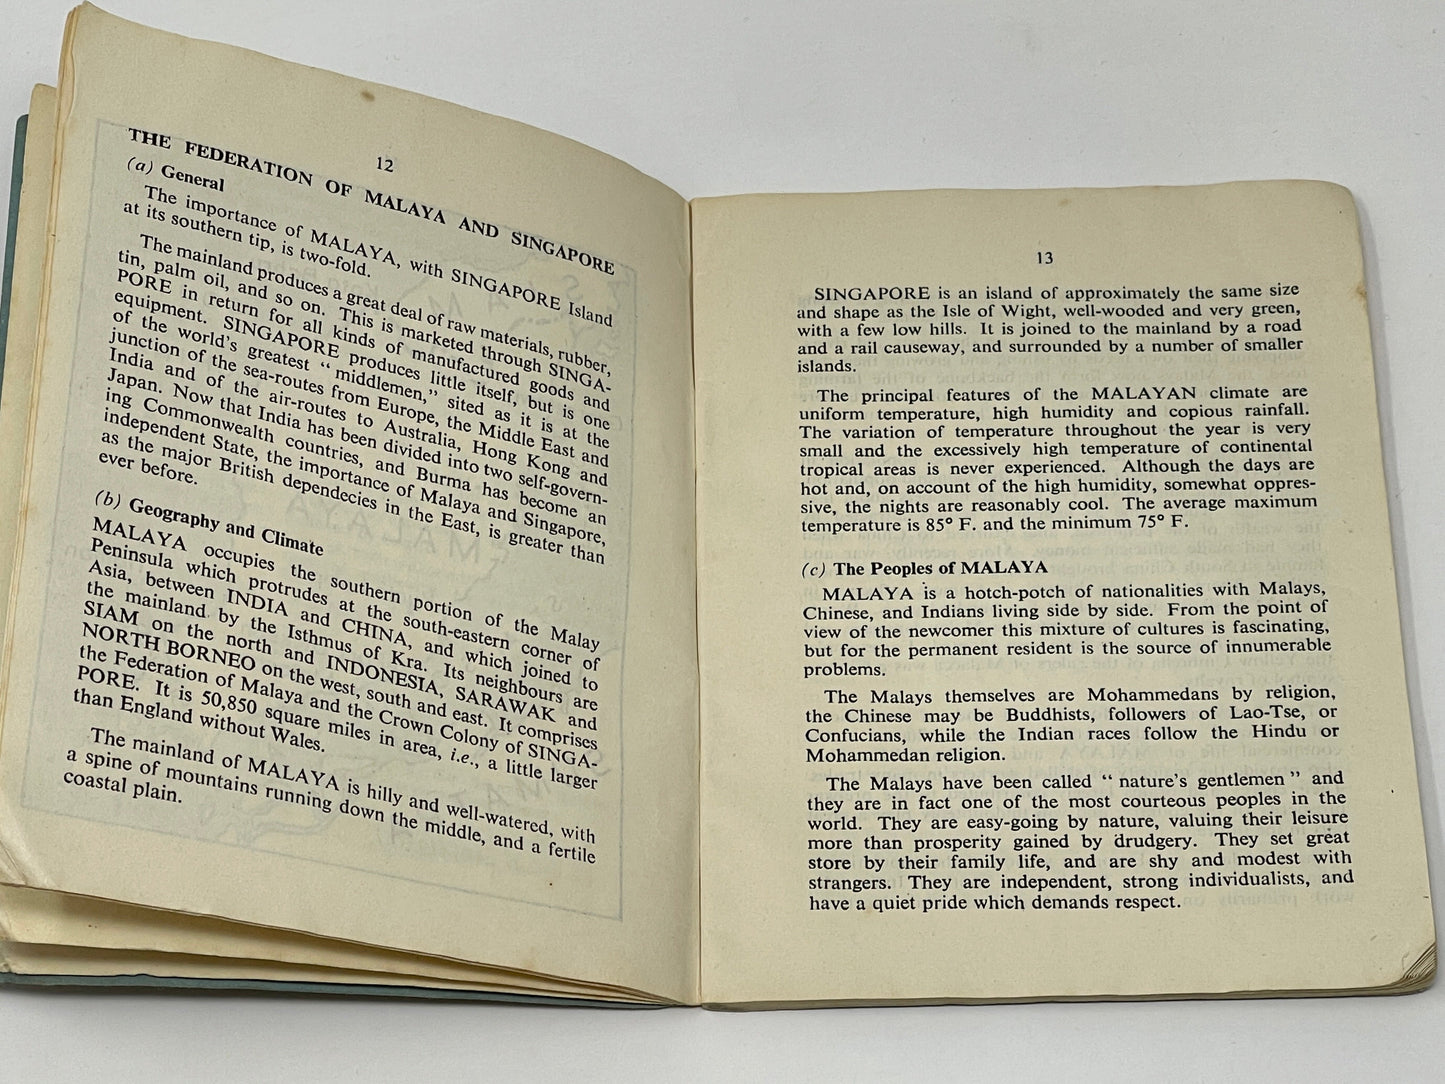 12
THE FEDERATION OF MALAYA AND SINGAPORE
(a) General
The importance of MALAYA, with SINGAPORE Island
at its southern tip, is two-fold.
The mainland produces a great deal of raw materials, rubber,
tin, palm oil, and so on. This is marketed through SINGA-
PORE in return for all kinds of manufactured goods and
equipment. SINGAPORE produces little itself, but is one
of the world's greatest "middlemen," sited as it is at the
junction of the sea-routes from Europe, the Middle East and
India and of the air-routes to Australia, Hong Kong and
Japan. Now that India has been divided into two self-govern-
ing Commonwealth countries, and Burma has become an
independent State, the importance of Malaya and Singapore,
as the major British dependecies in the East, is greater than
ever before.
(b) Geography and Climate
MALAYA occupies the southern portion of the Malay
Peninsula which protrudes at the south-eastern corner of
Asia, between INDIA and CHINA, and which joined to
the mainland by the Isthmus of Kra. Its neighbours are
SIAM on the north and INDONESIA, SARAWAK and
NORTH BORNEO on the west, south and east. It comprises
the Federation of Malaya and the Crown Colony of SINGA-
PORE. It is 50,850 square miles in area, i.e., a little larger
than England without Wales.
The mainland of MALAYA is hilly and well-watered, with
a spine of mountains running down the middle, and a fertile
coastal plain.
13
SINGAPORE is an island of approximately the same size
and shape as the Isle of Wight, well-wooded and very green,
with a few low hills. It is joined to the mainland by a road
and a rail causeway, and surrounded by a number of smaller
islands.
The principal features of the MALAYAN climate are
uniform temperature, high humidity and copious rainfall.
The variation of temperature throughout the year is very
small and the excessively high temperature of continental
tropical areas is never experienced. Although the days are
hot and, on account of the high humidity, somewhat oppres-
sive, the nights are reasonably cool. The average maximum
temperature is 85° F. and the minimum 75° F.
(c) The Peoples of MALAYA
MALAYA is a hotch-potch of nationalities with Malays,
Chinese, and Indians living side by side. From the point of
view of the newcomer this mixture of cultures is fascinating,
but for the permanent resident is the source of innumerable
problems.
The Malays themselves are Mohammedans by religion,
the Chinese may be Buddhists, followers of Lao-Tse, or
Confucians, while the Indian races follow the Hindu or
Mohammedan religion.
The Malays have been called "nature's gentlemen" and
they are in fact one of the most courteous peoples in the
world. They are easy-going by nature, valuing their leisure
more than prosperity gained by drudgery. They set great
store by their family life, and are shy and modest with
strangers. They are independent, strong individualists, and
have a quiet pride which demands respect.